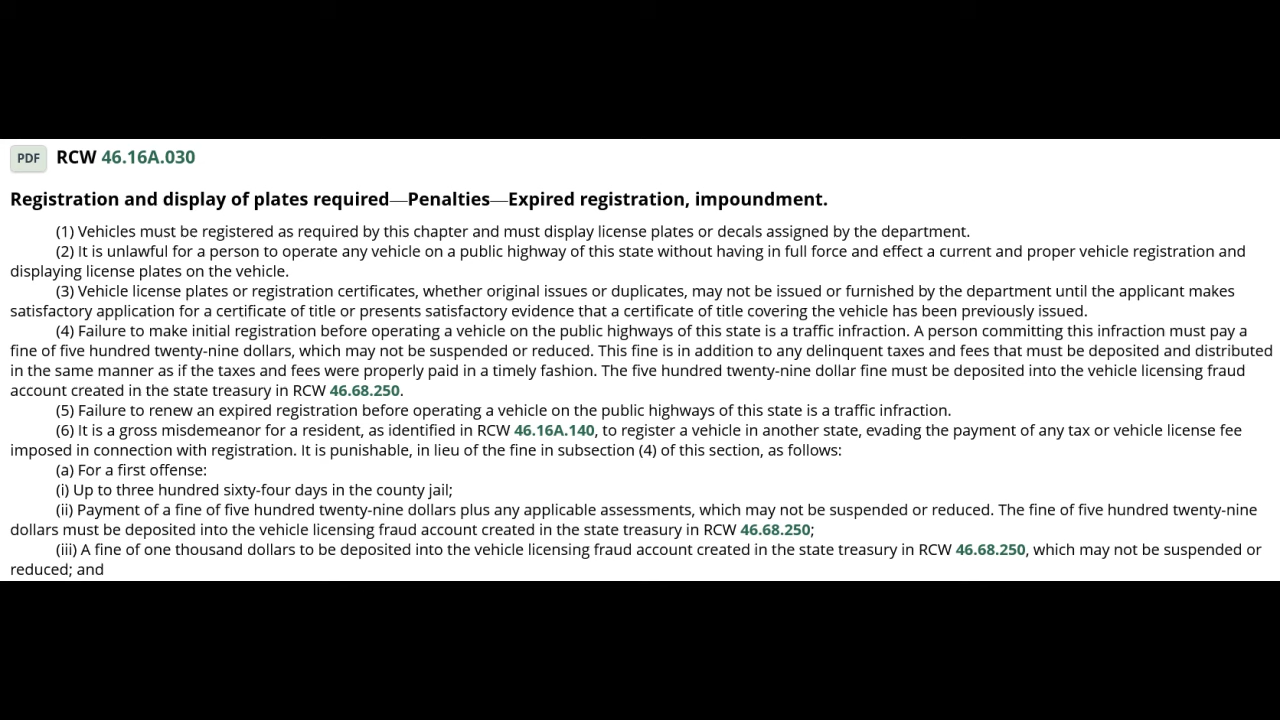 PDF RCW 46.16A.030
Registration and display of plates required—Penalties—Expired registration, impoundment.
(1) Vehicles must be registered as required by this chapter and must display license plates or decals assigned by the department.
(2) It is unlawful for a person to operate any vehicle on a public highway of this state without having in full force and effect a current and proper vehicle registration and
displaying license plates on the vehicle.
(3) Vehicle license plates or registration certificates, whether original issues or duplicates, may not be issued or furnished by the department until the applicant makes
satisfactory application for a certificate of title or presents satisfactory evidence that a certificate of title covering the vehicle has been previously issued.
(4) Failure to make initial registration before operating a vehicle on the public highways of this state is a traffic infraction. A person committing this infraction must pay a
fine of five hundred twenty-nine dollars, which may not be suspended or reduced. This fine is in addition to any delinquent taxes and fees that must be deposited and distributed
in the same manner as if the taxes and fees were properly paid in a timely fashion. The five hundred twenty-nine dollar fine must be deposited into the vehicle licensing fraud
account created in the state treasury in RCW 46.68.250.
(5) Failure to renew an expired registration before operating a vehicle on the public highways of this state is a traffic infraction.
(6) It is a gross misdemeanor for a resident, as identified in RCW 46.16A.140, to register a vehicle in another state, evading the payment of any tax or vehicle license fee
imposed in connection with registration. It is punishable, in lieu of the fine in subsection (4) of this section, as follows:
(a) For a first offense:
(i) Up to three hundred sixty-four days in the county jail;
(ii) Payment of a fine of five hundred twenty-nine dollars plus any applicable assessments, which may not be suspended or reduced. The fine of five hundred twenty-nine
dollars must be deposited into the vehicle licensing fraud account created in the state treasury in RCW 46.68.250;
(iii) A fine of one thousand dollars to be deposited into the vehicle licensing fraud account created in the state treasury in RCW 46.68.250, which may not be suspended or
reduced; and